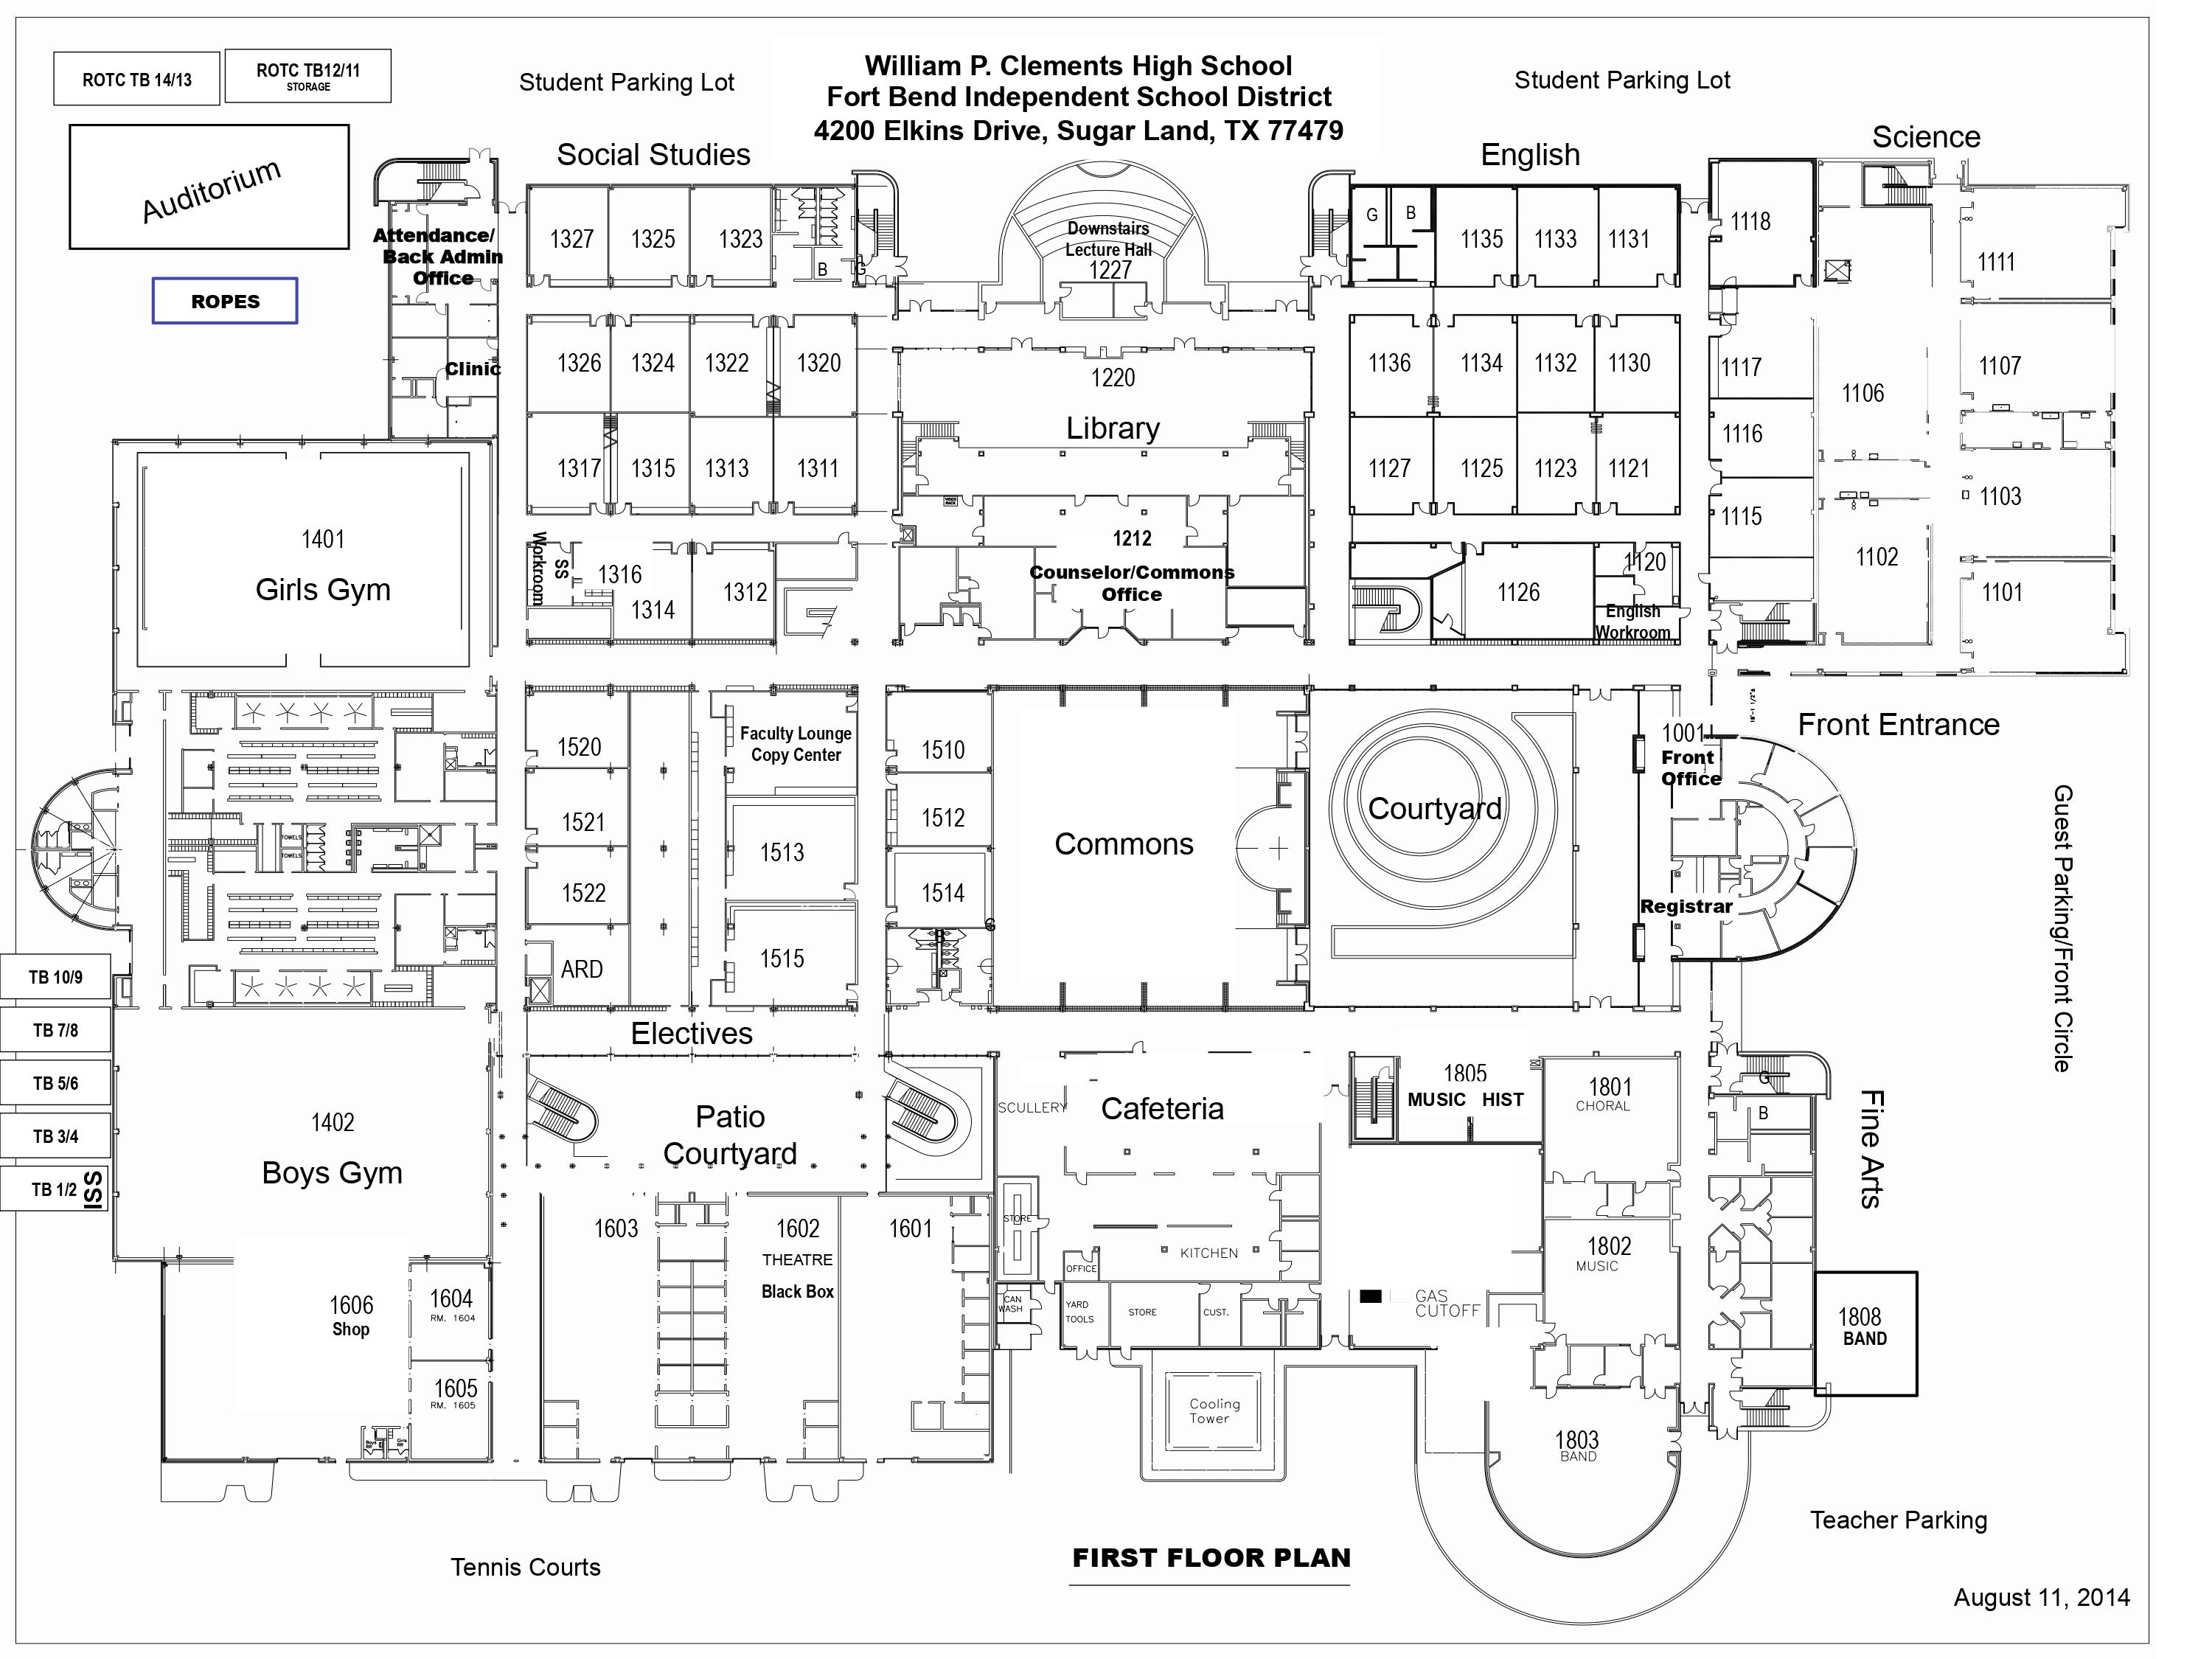 William P. Clements High School
Fort Bend Independent School District
4200 Elkins Drive, Sugar Land, TX 77479
ROTC TB 14/13
ROTC TB12/11
STORAGE
Student Parking Lot
Student Parking Lot
Auditorium
ROPES
Social Studies
English
Science
Attendance/
Back Admin
Office
Clinic
1327
1325
1323
B
G
Downstairs
Lecture Hall
1227
G
B
1135
1133
1131
1118
1111
1326
1324
1322
1320
1220
Library
1136
1134
1132
1130
1117
1106
1107
1317
1315
1313
1311
1127
1125
1123
1121
1116
1115
1103
1102
1101
1401
Girls Gym
SS
Workroom
1316
1314
1312
1212
Counselor/Commons
Office
1126
1120
English
Workroom
TOWELS
TOWELS
1520
1521
1522
ARD
Faculty Lounge
Copy Center
1513
1515
1510
1512
1514
G
Commons
Courtyard
1001
Front
Office
Registrar
Front Entrance
Guest Parking/Front Circle
TB 10/9
TB 7/8
TB 5/6
TB 3/4
TB 1/2
ISS
1402
Boys Gym
Electives
Patio
Courtyard
SCULLERY
Cafeteria
1805
MUSIC HIST
1801
CHORAL
G
B
Fine Arts
1603
1602
THEATRE
Black Box
1601
STORE
KITCHEN
OFFICE
CAN
WASH
YARD
TOOLS
STORE
CUST.
GAS
CUTOFF
1802
MUSIC
1808
BAND
1606
Shop
1604
RM. 1604
1605
RM. 1605
Boys
RR
Girls
RR
Cooling
Tower
1803
BAND
Teacher Parking
Tennis Courts
FIRST FLOOR PLAN
August 11, 2014